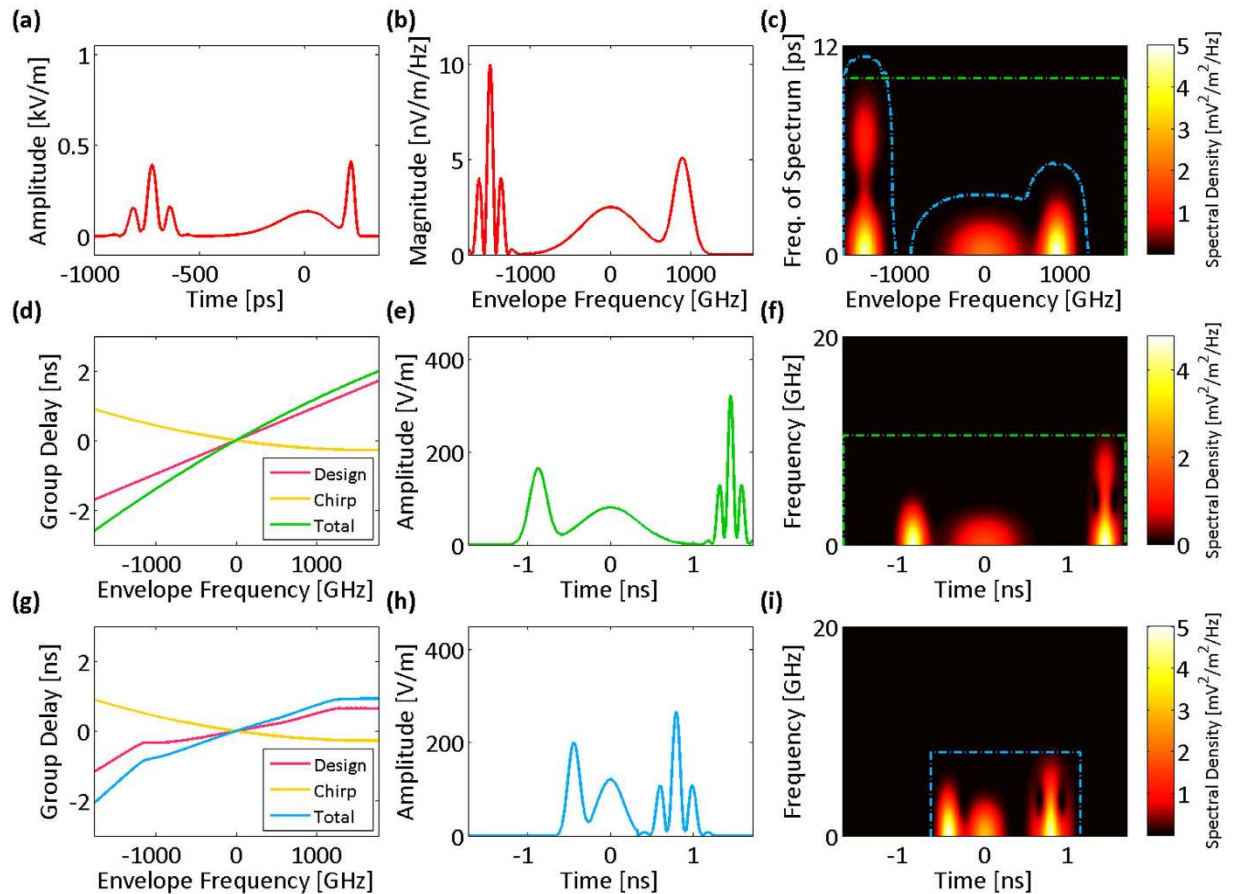 (a)
Amplitude [kV/m]
1
0.5
0
-1000 -500 0
Time [ps]
(b)
Magnitude [nV/m/Hz]
10
5
0
-1000 0 1000
Envelope Frequency [GHz]
(c)
Freq. of Spectrum [ps]
12
0
-1000 0 1000
Envelope Frequency [GHz]
5
4
3
2
1
Spectral Density [mV²/m²/Hz]
(d)
Group Delay [ns]
2
0
-2
Design
Chirp
Total
-1000 0 1000
Envelope Frequency [GHz]
(e)
Amplitude [V/m]
400
200
0
-1 0 1
Time [ns]
(f)
Frequency [GHz]
20
0
-1 0 1
Time [ns]
4
3
2
1
0
Spectral Density [mV²/m²/Hz]
(g)
Group Delay [ns]
2
0
-2
Design
Chirp
Total
-1000 0 1000
Envelope Frequency [GHz]
(h)
Amplitude [V/m]
400
200
0
-1 0 1
Time [ns]
(i)
Frequency [GHz]
20
0
-1 0 1
Time [ns]
5
4
3
2
1
Spectral Density [mV²/m²/Hz]